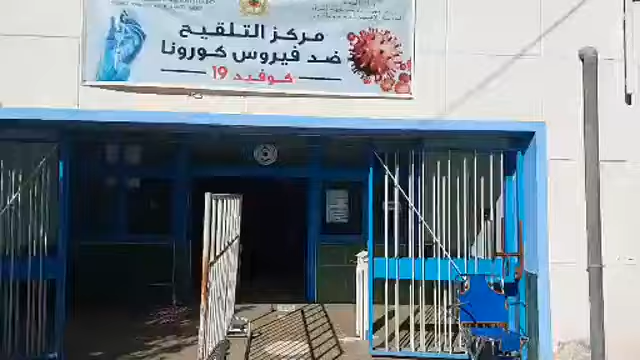 مركز التلقيح
ضد فيروس كورونا
كوفيد 19